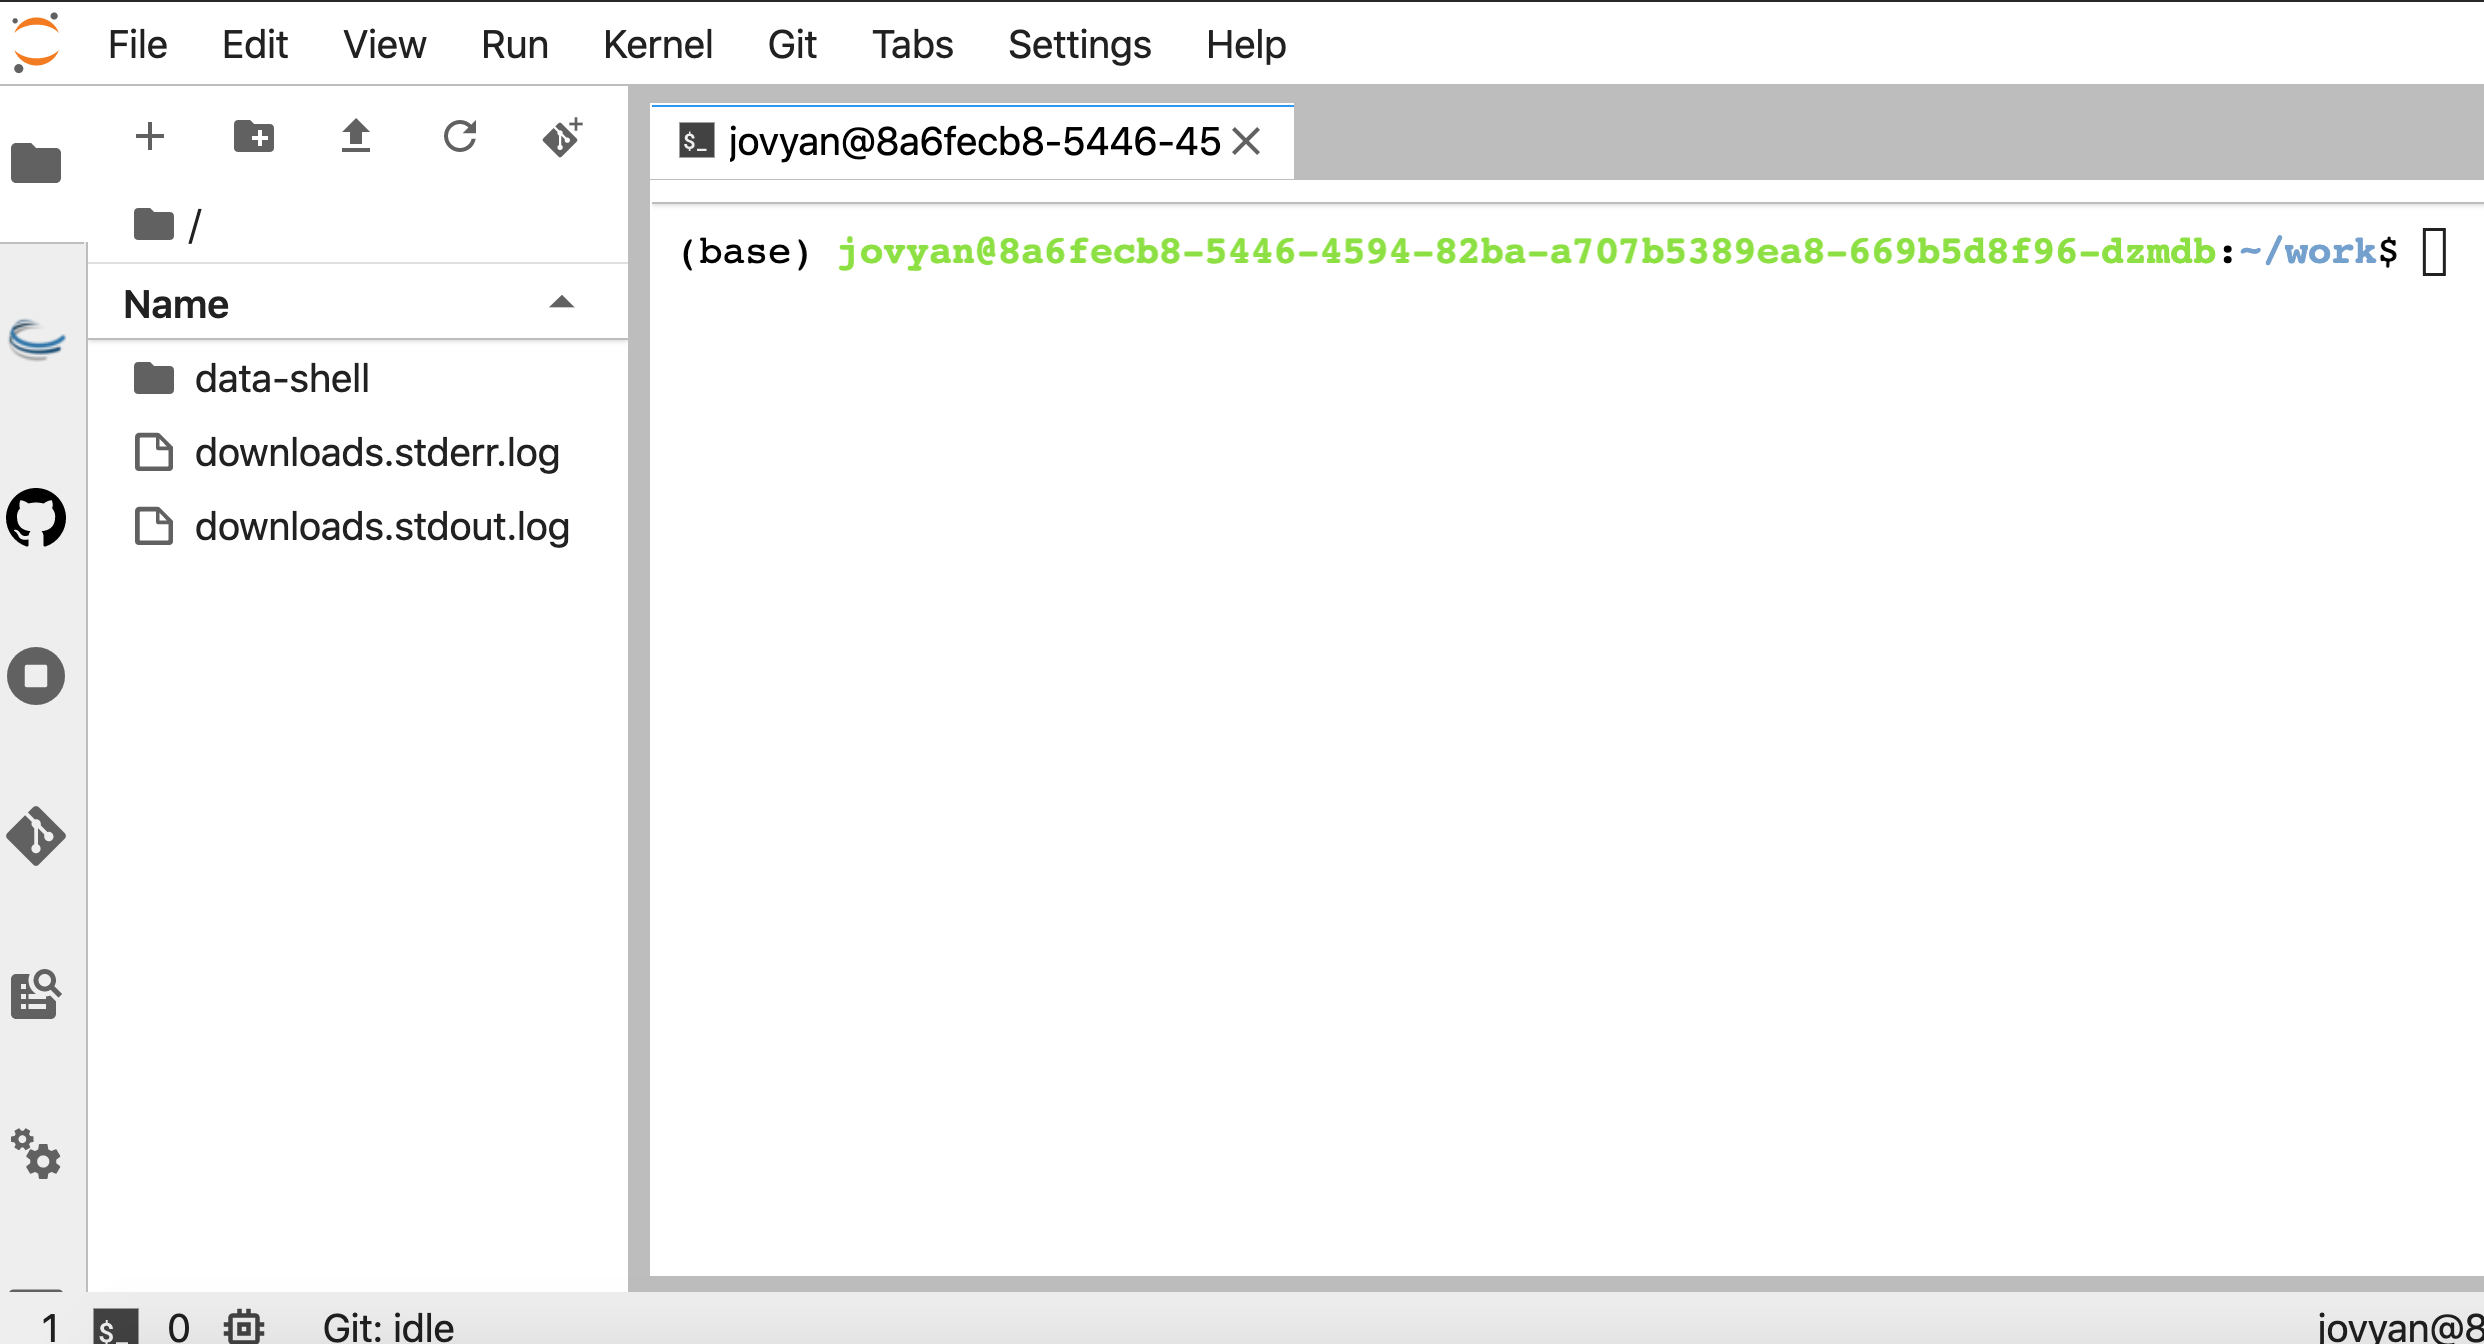 File Edit View Run Kernel Git Tabs Settings Help
/
Name
data-shell
downloads.stderr.log
downloads.stdout.log
$_ jovyan@8a6fecb8-5446-45
(base) jovyan@8a6fecb8-5446-4594-82ba-a707b5389ea8-669b5d8f96-dzmdb:~/work$
1 $_ 0 Git: idle jovyan@8